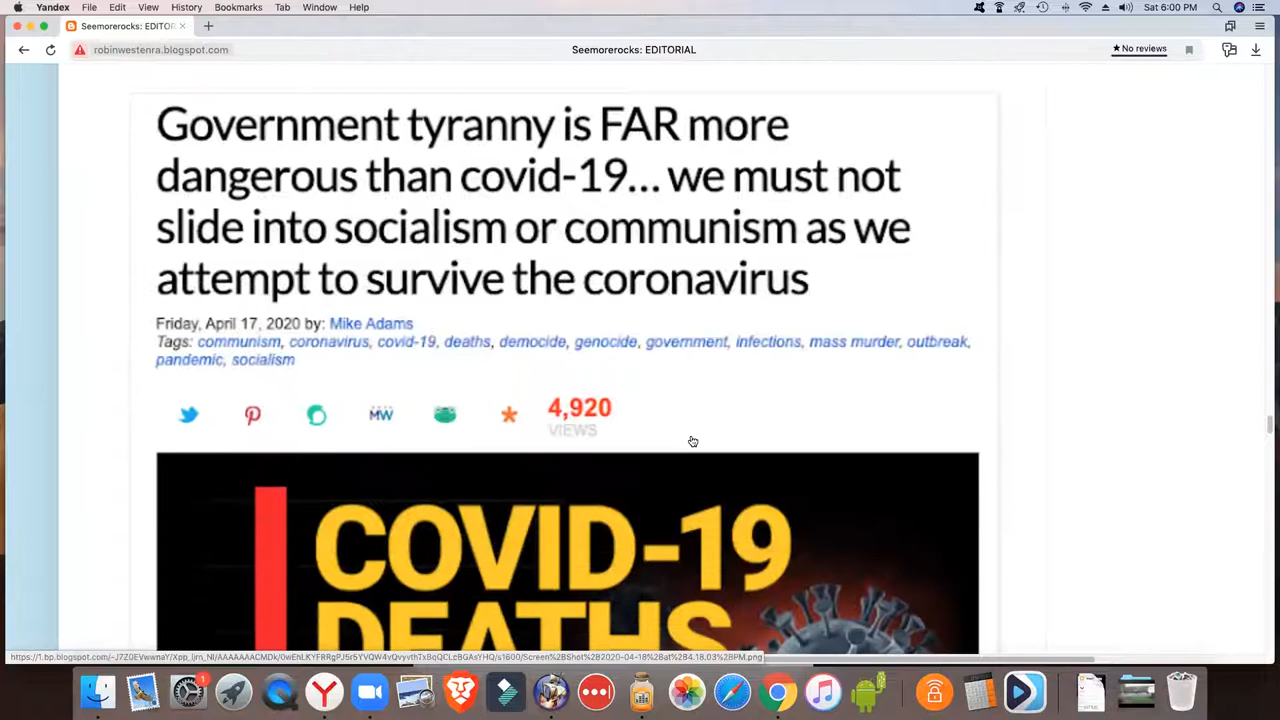 Yandex File Edit View History Bookmarks Tab Window Help
Sat 6:00 PM
Seemorerocks: EDITOR
robinwestenra.blogspot.com
Seemorerocks: EDITORIAL
★ No reviews
Government tyranny is FAR more
dangerous than covid-19... we must not
slide into socialism or communism as we
attempt to survive the coronavirus
Friday, April 17, 2020 by: Mike Adams
Tags: communism, coronavirus, covid-19, deaths, democide, genocide, government, infections, mass murder, outbreak,
pandemic, socialism
MW
4,920
VIEWS
COVID-19
DEATHS
1